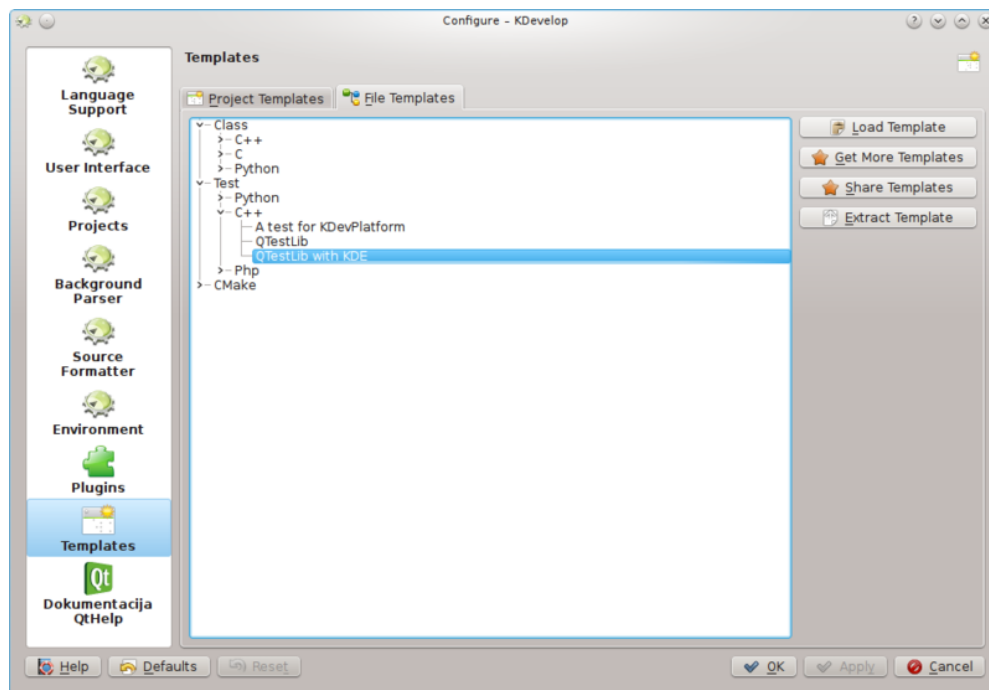 Configure – KDevelop
Language Support
User Interface
Projects
Background Parser
Source Formatter
Environment
Plugins
Templates
Qt
Dokumentacija QtHelp
Templates
Project Templates
File Templates
Class
C++
C
Python
Test
Python
C++
A test for KDevPlatform
QTestLib
QTestLib with KDE
Php
CMake
Load Template
Get More Templates
Share Templates
Extract Template
Help
Defaults
Reset
OK
Apply
Cancel